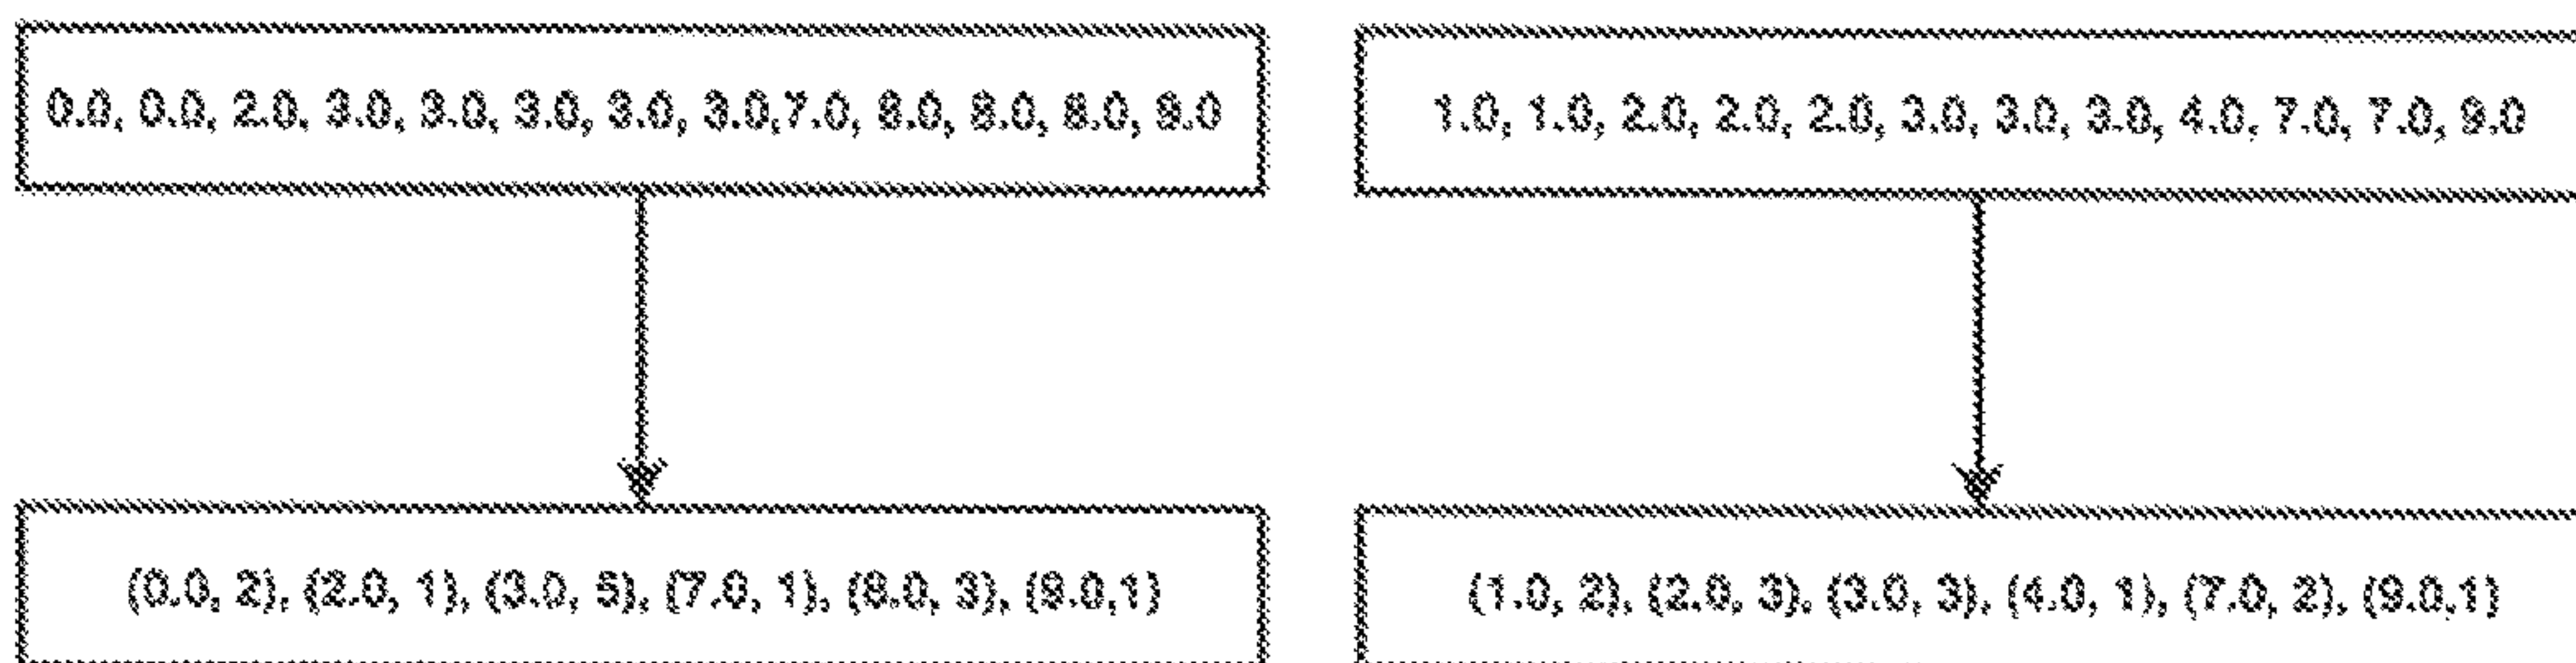 0.0, 0.0, 2.0, 3.0, 3.0, 3.0, 3.0, 3.0,7.0, 8.0, 8.0, 8.0, 9.0
1.0, 1.0, 2.0, 2.0, 2.0, 3.0, 3.0, 3.0, 4.0, 7.0, 7.0, 9.0
(0.0, 2), (2.0, 1), (3.0, 5), (7.0, 1), (8.0, 3), (9.0,1)
(1.0, 2), (2.0, 3), (3.0, 3), (4.0, 1), (7.0, 2), (9.0,1)